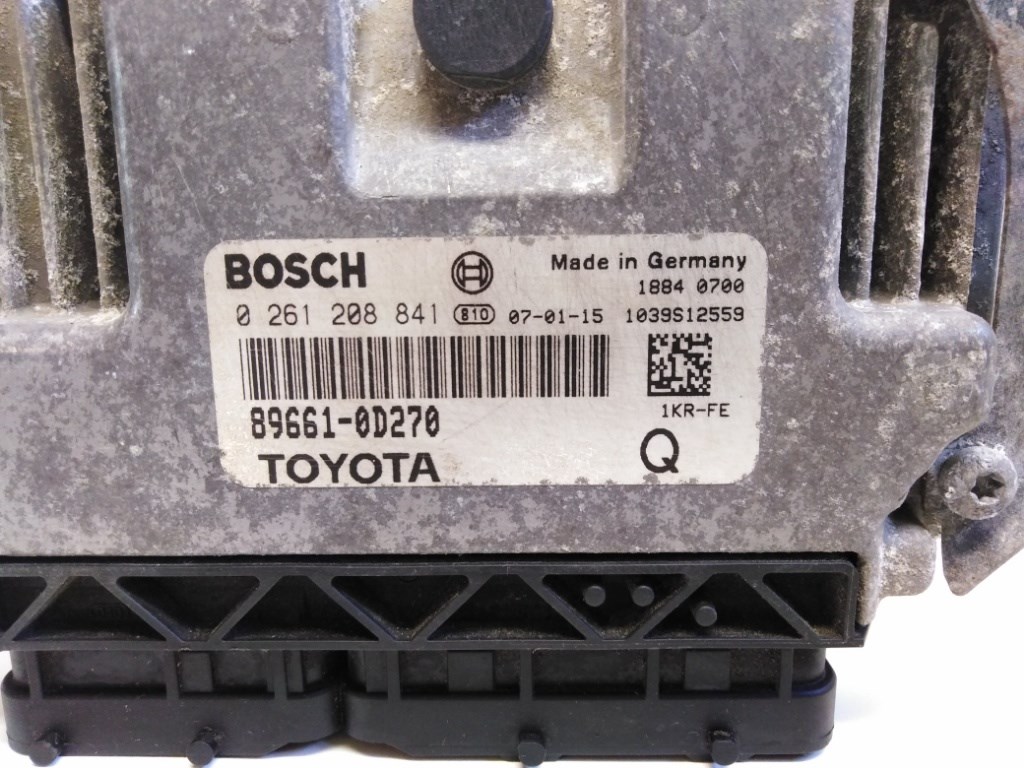 BOSCH Made in Germany
1884 0700
0 261 208 841 810 07-01-15 1039S12559
89661-0D270 1KR-FE
TOYOTA Q